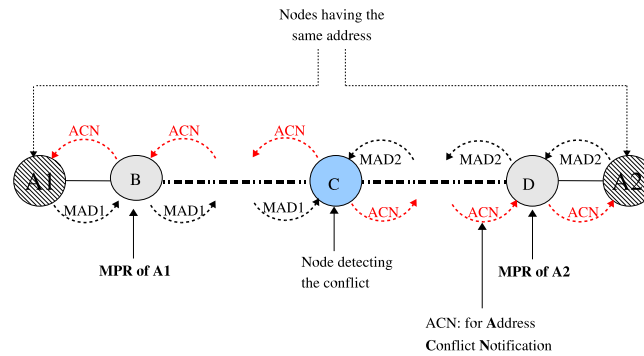 Nodes having the
same address
ACN
ACN
ACN
MAD2
MAD2
MAD2
A1
B
C
D
A2
MAD1
MAD1
MAD1
ACN
ACN
ACN
MPR of A1
Node detecting
the conflict
MPR of A2
ACN: for Address
Conflict Notification